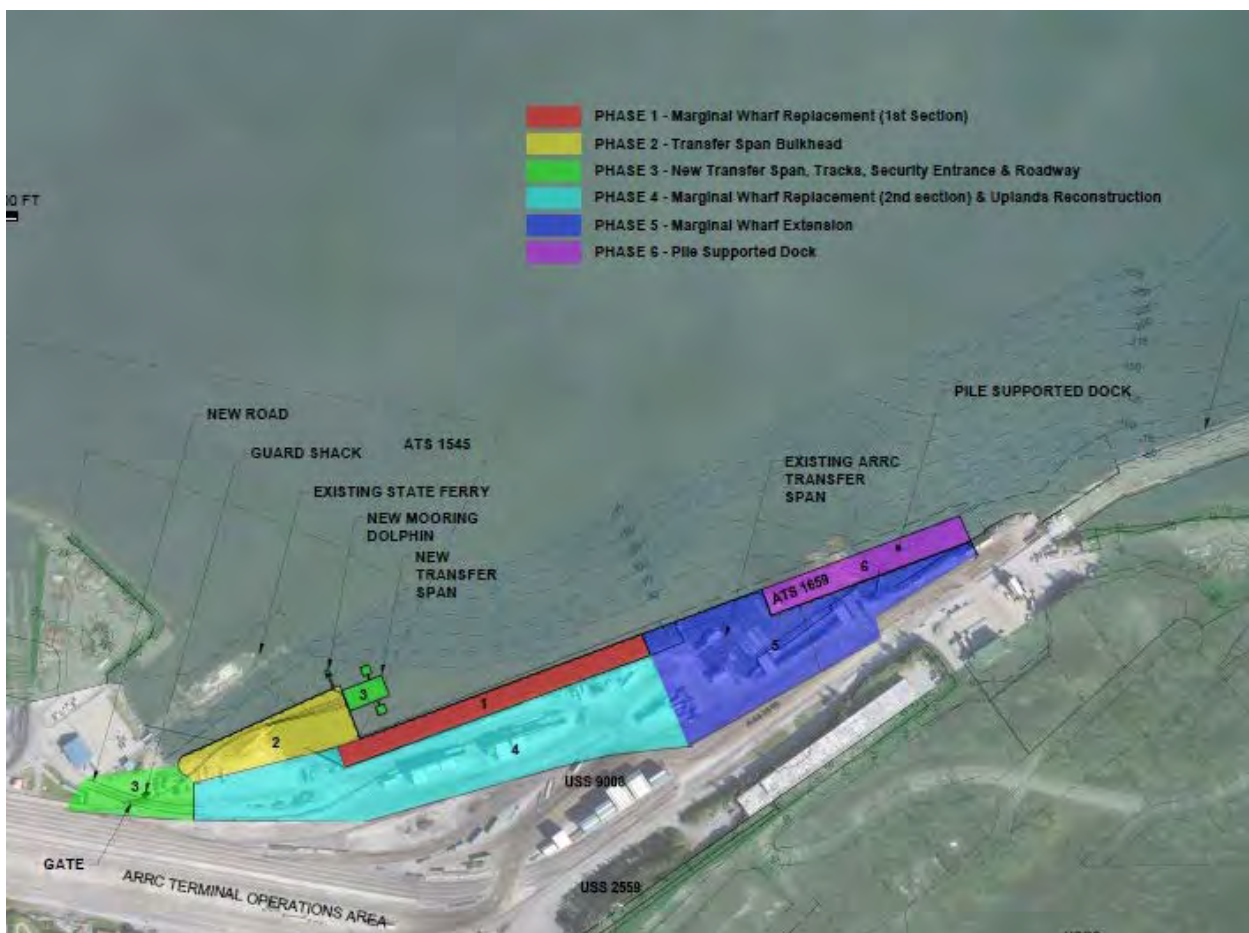 PHASE 1 - Marginal Wharf Replacement (1st Section)
PHASE 2 - Transfer Span Bulkhead
PHASE 3 - New Transfer Span, Tracks, Security Entrance & Roadway
PHASE 4 - Marginal Wharf Replacement (2nd section) & Uplands Reconstruction
PHASE 5 - Marginal Wharf Extension
PHASE 6 - Pile Supported Dock
0 FT
PILE SUPPORTED DOCK
NEW ROAD
ATS 1545
GUARD SHACK
EXISTING ARRC
TRANSFER
SPAN
EXISTING STATE FERRY
NEW MOORING
DOLPHIN
NEW
TRANSFER
SPAN
6
ATS 1659
5
3
1
2
4
3
USS 9008
GATE
ARRC TERMINAL OPERATIONS AREA
USS 2559